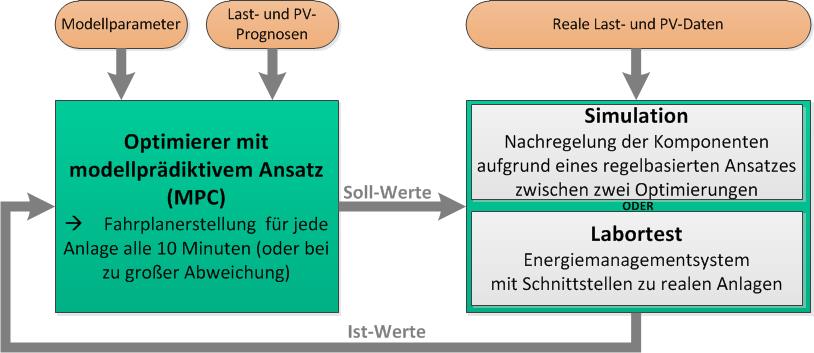 Modellparameter
Last- und PV-
Prognosen
Reale Last- und PV-Daten
Optimierer mit
modellprädiktivem Ansatz
(MPC)
→ Fahrplanerstellung für jede
Anlage alle 10 Minuten (oder bei
zu großer Abweichung)
Soll-Werte
Simulation
Nachregelung der Komponenten
aufgrund eines regelbasierten Ansatzes
zwischen zwei Optimierungen
ODER
Labortest
Energiemanagementsystem
mit Schnittstellen zu realen Anlagen
Ist-Werte